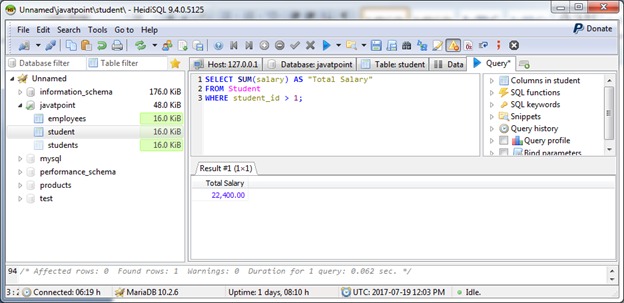 Unnamed\javatpoint\student\ - HeidiSQL 9.4.0.5125
File Edit Search Tools Go to Help
Donate
Database filter Table filter
Host: 127.0.0.1 Database: javatpoint Table: student Data Query*
Unnamed
information_schema 176.0 KiB
javatpoint 48.0 KiB
employees 16.0 KiB
student 16.0 KiB
students 16.0 KiB
mysql
performance_schema
products
test
1 SELECT SUM(salary) AS "Total Salary"
2 FROM Student
3 WHERE student_id > 1;
Columns in student
SQL functions
SQL keywords
Snippets
Query history
Query profile
Bind parameters
Result #1 (1×1)
Total Salary
22,400.00
94 /* Affected rows: 0 Found rows: 1 Warnings: 0 Duration for 1 query: 0.062 sec. */
Connected: 06:19 h MariaDB 10.2.6 Uptime: 1 days, 08:10 h UTC: 2017-07-19 12:03 PM Idle.